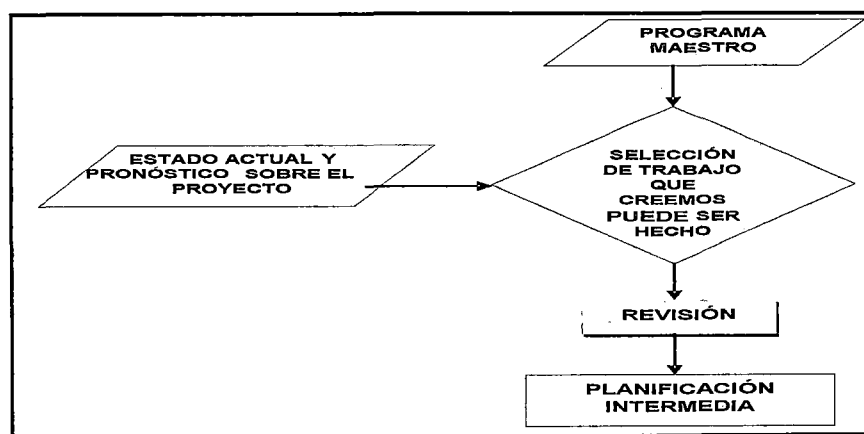 PROGRAMA
MAESTRO
ESTADO ACTUAL Y
PRONÓSTICO SOBRE EL
PROYECTO
SELECCIÓN
DE TRABAJO
QUE
CREEMOS
PUEDE SER
HECHO
REVISIÓN
PLANIFICACIÓN
INTERMEDIA